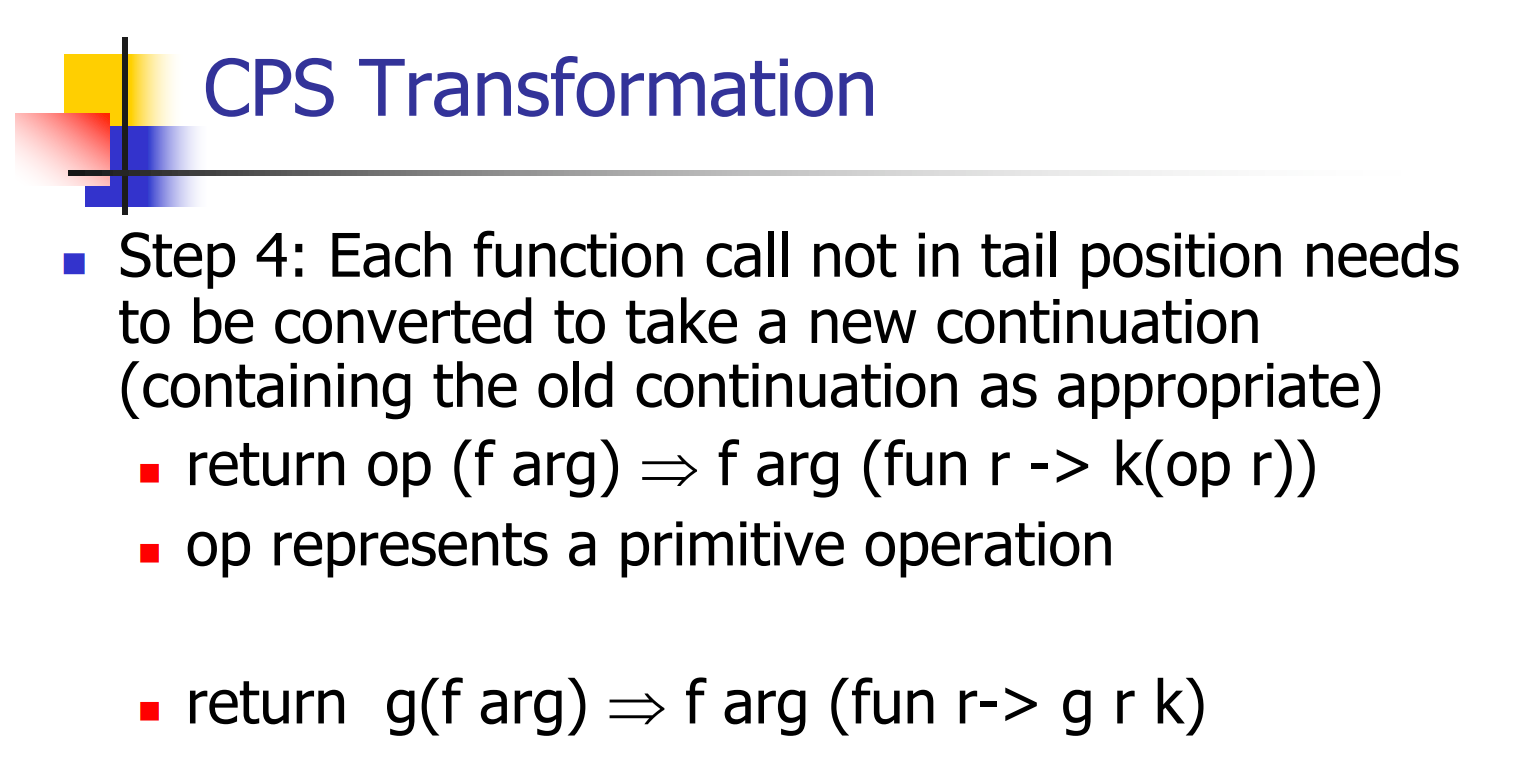 CPS Transformation
Step 4: Each function call not in tail position needs
to be converted to take a new continuation
(containing the old continuation as appropriate)
return op (f arg) ⇒ f arg (fun r -> k(op r))
op represents a primitive operation
return g(f arg) ⇒ f arg (fun r-> g r k)